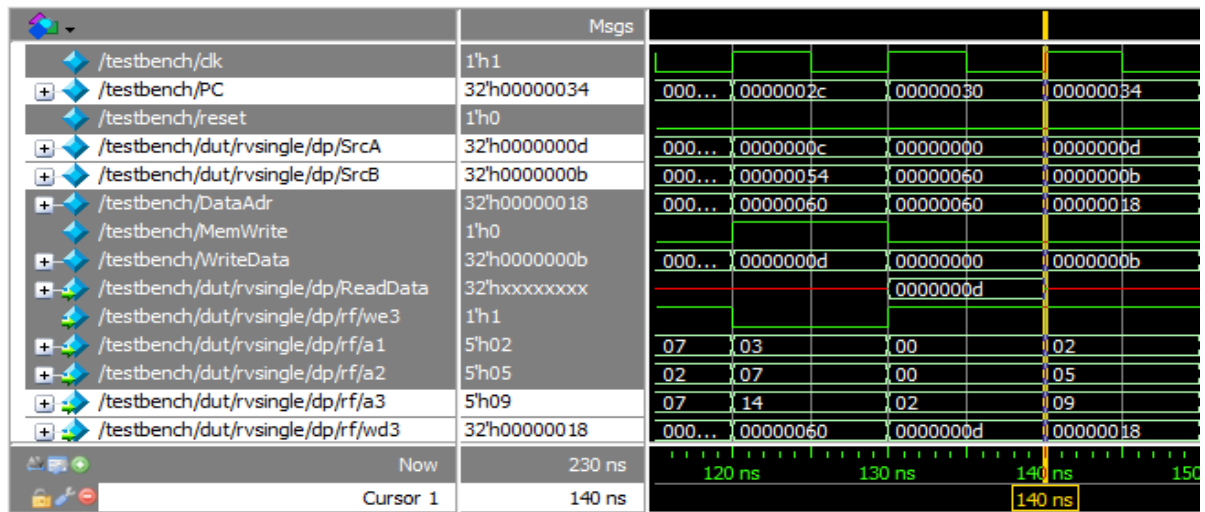 Msgs
/testbench/clk 1'h1
/testbench/PC 32'h00000034 000... 0000002c 00000030 00000034
/testbench/reset 1'h0
/testbench/dut/rvsingle/dp/SrcA 32'h0000000d 000... 0000000c 00000000 0000000d
/testbench/dut/rvsingle/dp/SrcB 32'h0000000b 000... 00000054 00000060 0000000b
/testbench/DataAdr 32'h00000018 000... 00000060 00000060 00000018
/testbench/MemWrite 1'h0
/testbench/WriteData 32'h0000000b 000... 0000000d 00000000 0000000b
/testbench/dut/rvsingle/dp/ReadData 32'hxxxxxxxx 0000000d
/testbench/dut/rvsingle/dp/rf/we3 1'h1
/testbench/dut/rvsingle/dp/rf/a1 5'h02 07 03 00 02
/testbench/dut/rvsingle/dp/rf/a2 5'h05 02 07 00 05
/testbench/dut/rvsingle/dp/rf/a3 5'h09 07 14 02 09
/testbench/dut/rvsingle/dp/rf/wd3 32'h00000018 000... 00000060 0000000d 00000018
Now 230 ns 120 ns 130 ns 140 ns 150
Cursor 1 140 ns 140 ns